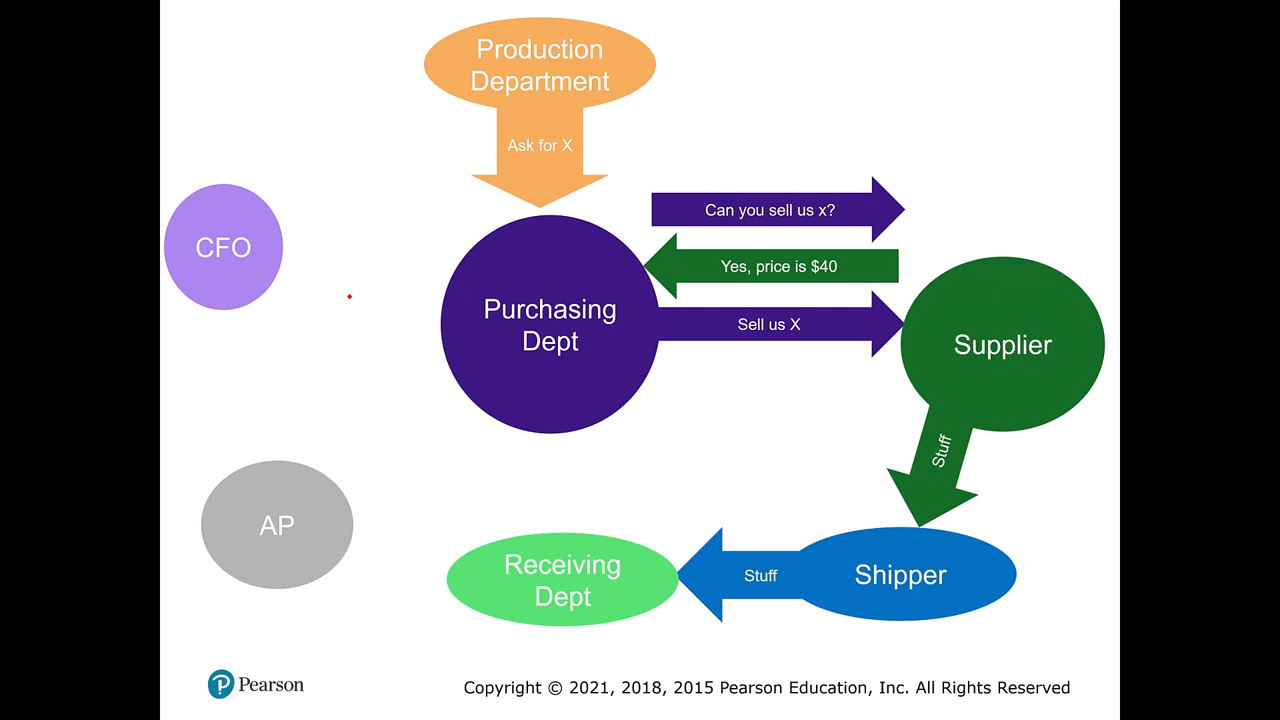 Production
Department
Ask for X
Can you sell us x?
CFO
Yes, price is $40
Purchasing
Dept
Sell us X
Supplier
Stuff
AP
Receiving
Dept
Stuff
Shipper
Pearson
Copyright © 2021, 2018, 2015 Pearson Education, Inc. All Rights Reserved